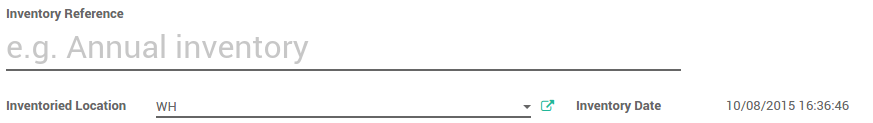 Inventory Reference
e.g. Annual inventory
Inventoried Location WH Inventory Date 10/08/2015 16:36:46